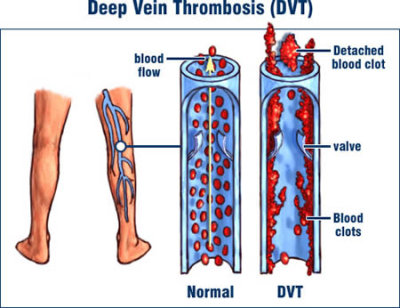 Deep Vein Thrombosis (DVT)
blood
flow
Detached
blood clot
valve
Blood
clots
Normal
DVT